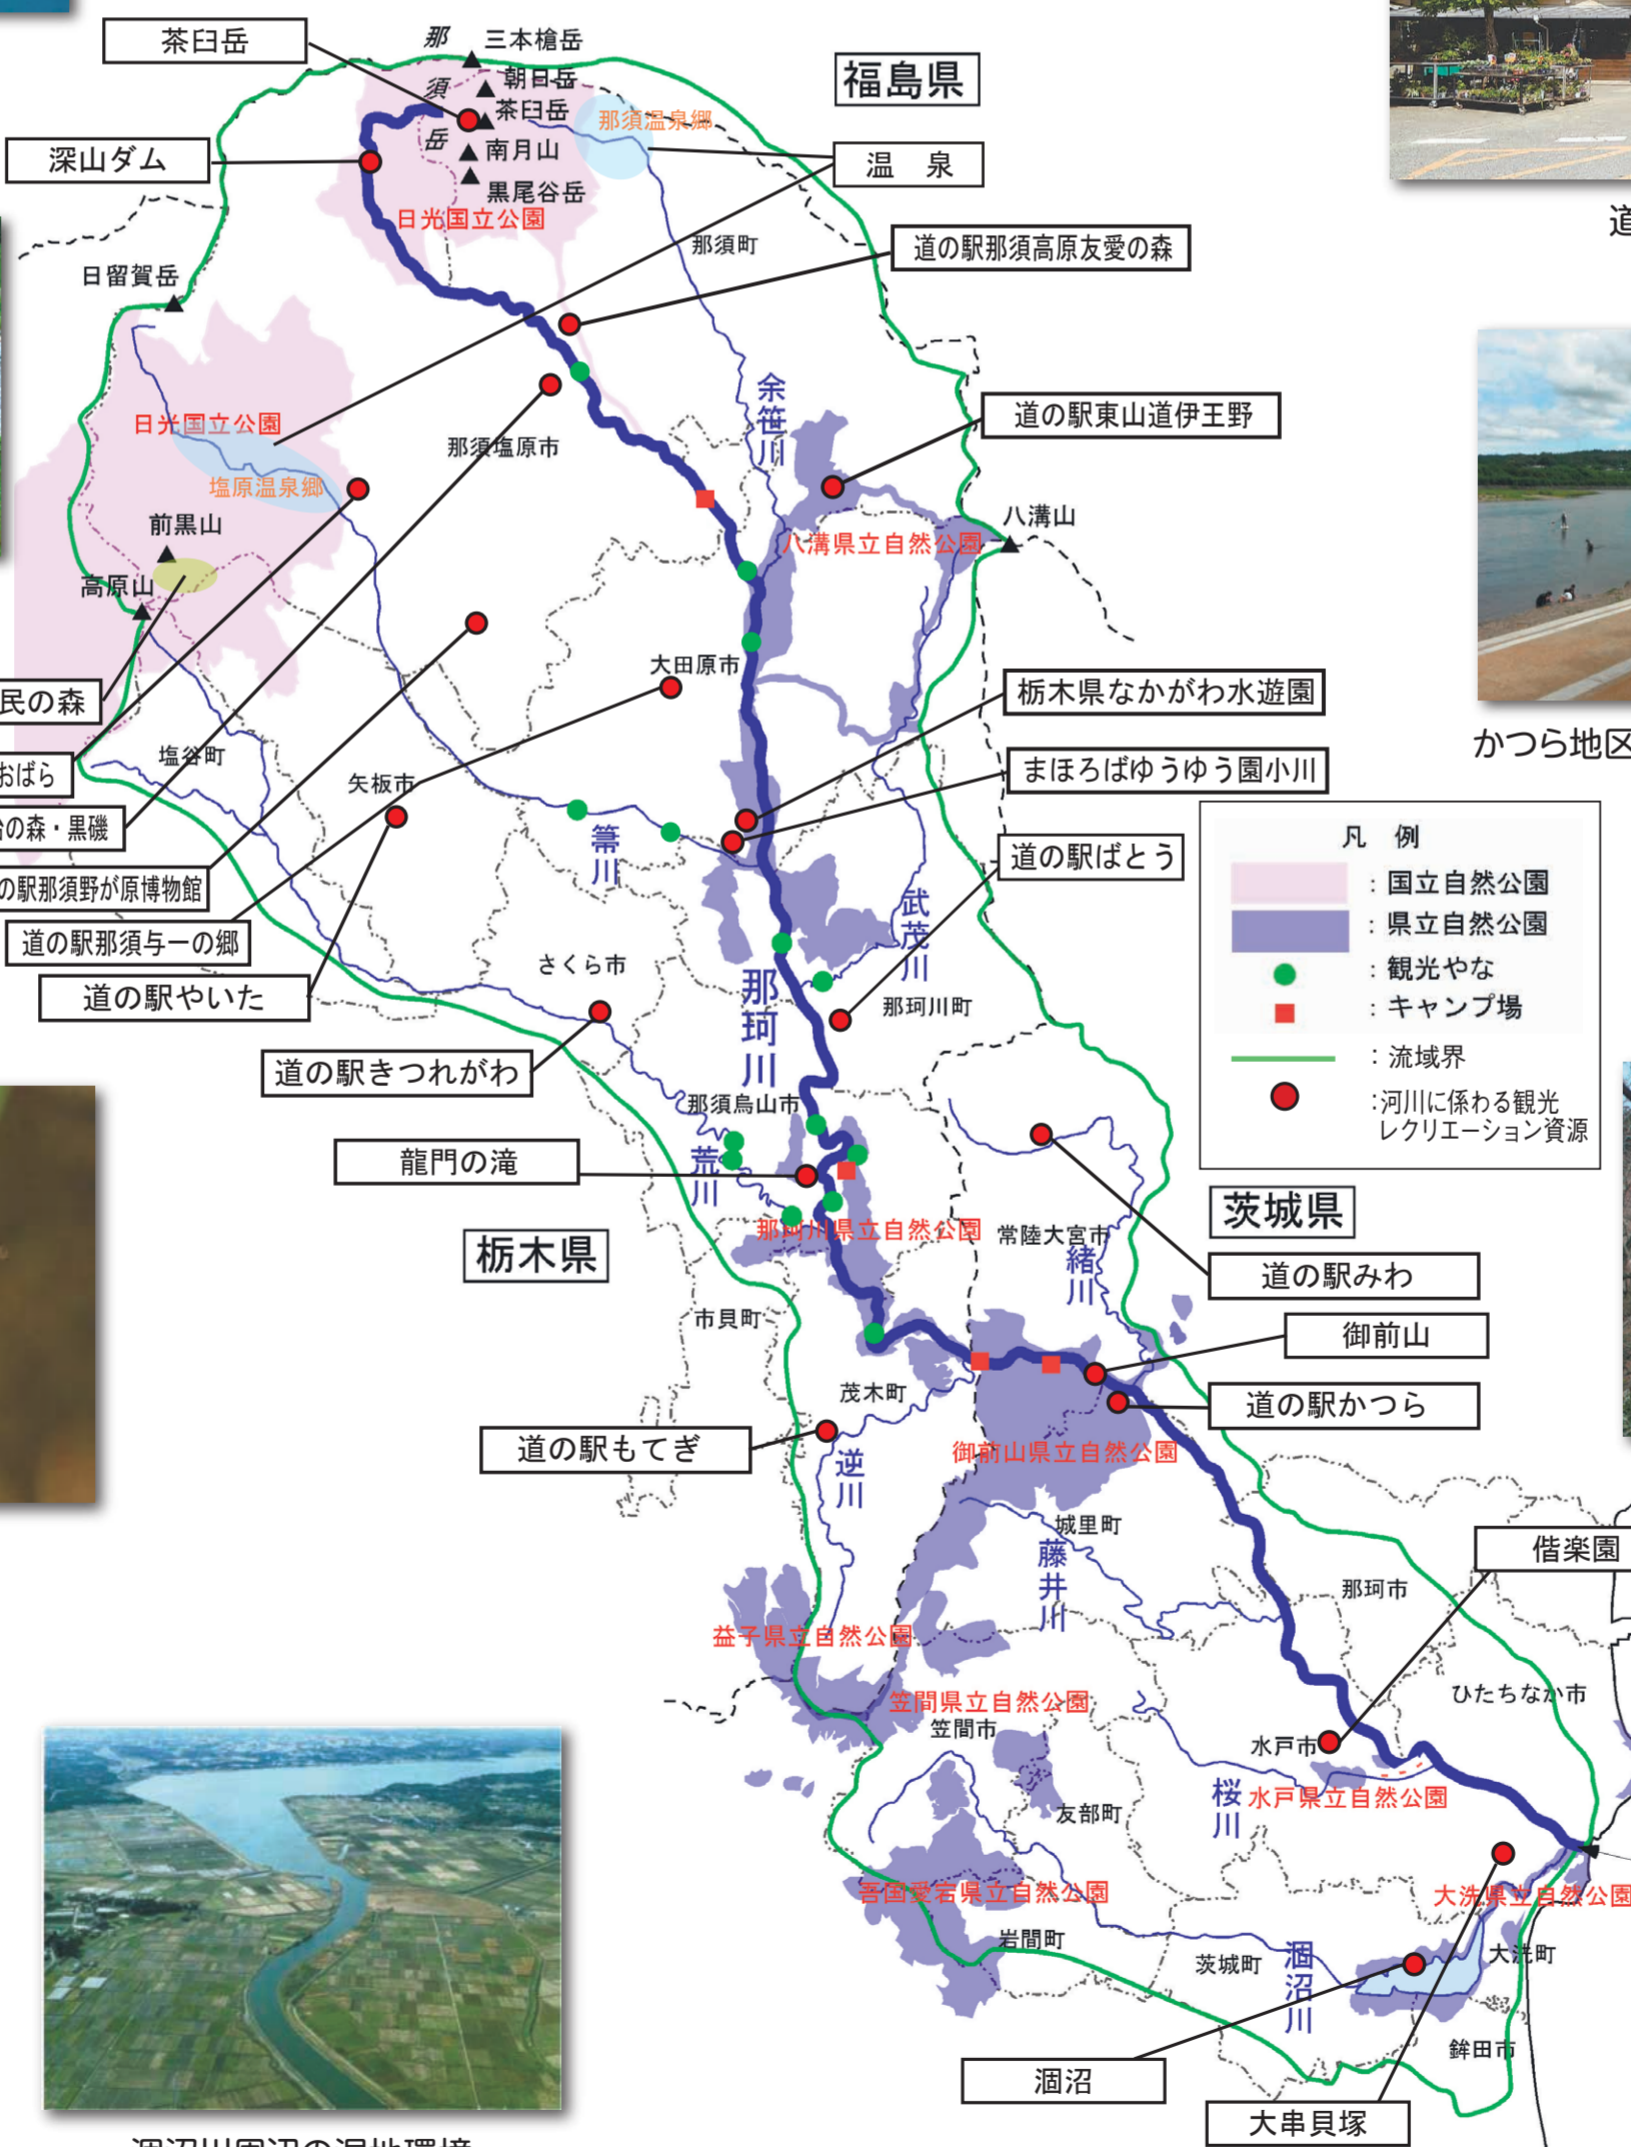 茶臼岳
那須岳
三本槍岳
朝日岳
茶臼岳
南月山
黒尾谷岳
福島県
那須温泉郷
温　泉
深山ダム
日光国立公園
那須町
道の駅那須高原友愛の森
日留賀岳
道
余笹川
道の駅東山道伊王野
日光国立公園
那須塩原市
塩原温泉郷
前黒山
高原山
八溝山
八溝県立自然公園
大田原市
栃木県なかがわ水遊園
かつら地区
民の森
おばら
塩谷町
矢板市
まほろばゆうゆう園小川
の森・黒磯
箒川
道の駅ばとう
の駅那須野が原博物館
武茂川
道の駅那須与一の郷
さくら市
道の駅やいた
那珂川
那珂川町
凡　例
：国立自然公園
：県立自然公園
：観光やな
：キャンプ場
：流域界
：河川に係わる観光
レクリエーション資源
道の駅きつれがわ
那須烏山市
龍門の滝
荒川
茨城県
那珂川県立自然公園
常陸大宮市
栃木県
緒川
道の駅みわ
市貝町
御前山
茂木町
道の駅かつら
道の駅もてぎ
御前山県立自然公園
逆川
城里町
藤井川
偕楽園
那珂市
益子県立自然公園
笠間県立自然公園
笠間市
ひたちなか市
水戸市
桜川
水戸県立自然公園
友部町
吾国愛宕県立自然公園
大洗県立自然公園
岩間町
茨城町
涸沼川
大洗町
鉾田市
涸沼
大串貝塚
涸沼川周辺の湿地環境